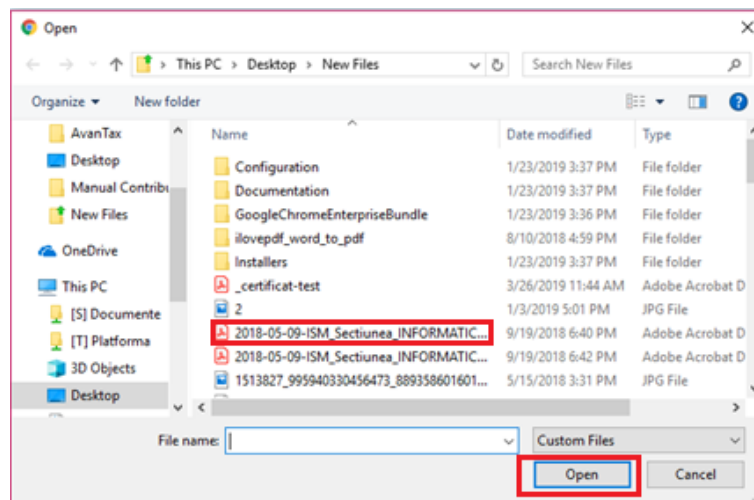 Open
This PC > Desktop > New Files
Search New Files
Organize
New folder
AvanTax
Desktop
Manual Contribu
New Files
OneDrive
This PC
[S] Documente
[T] Platforma
3D Objects
Desktop
Name Date modified Type
Configuration 1/23/2019 3:37 PM File folder
Documentation 1/23/2019 3:37 PM File folder
GoogleChromeEnterpriseBundle 1/23/2019 3:36 PM File folder
ilovepdf_word_to_pdf 8/10/2018 4:59 PM File folder
Installers 1/23/2019 3:37 PM File folder
_certificat-test 3/26/2019 11:44 AM Adobe Acrobat D
2 1/3/2019 5:01 PM JPG File
2018-05-09-ISM_Sectiunea_INFORMATIC... 9/19/2018 6:40 PM Adobe Acrobat D
2018-05-09-ISM_Sectiunea_INFORMATIC... 9/19/2018 6:42 PM Adobe Acrobat D
1513827_995940330456473_889358601601... 5/15/2018 3:31 PM JPG File
File name:
Custom Files
Open
Cancel